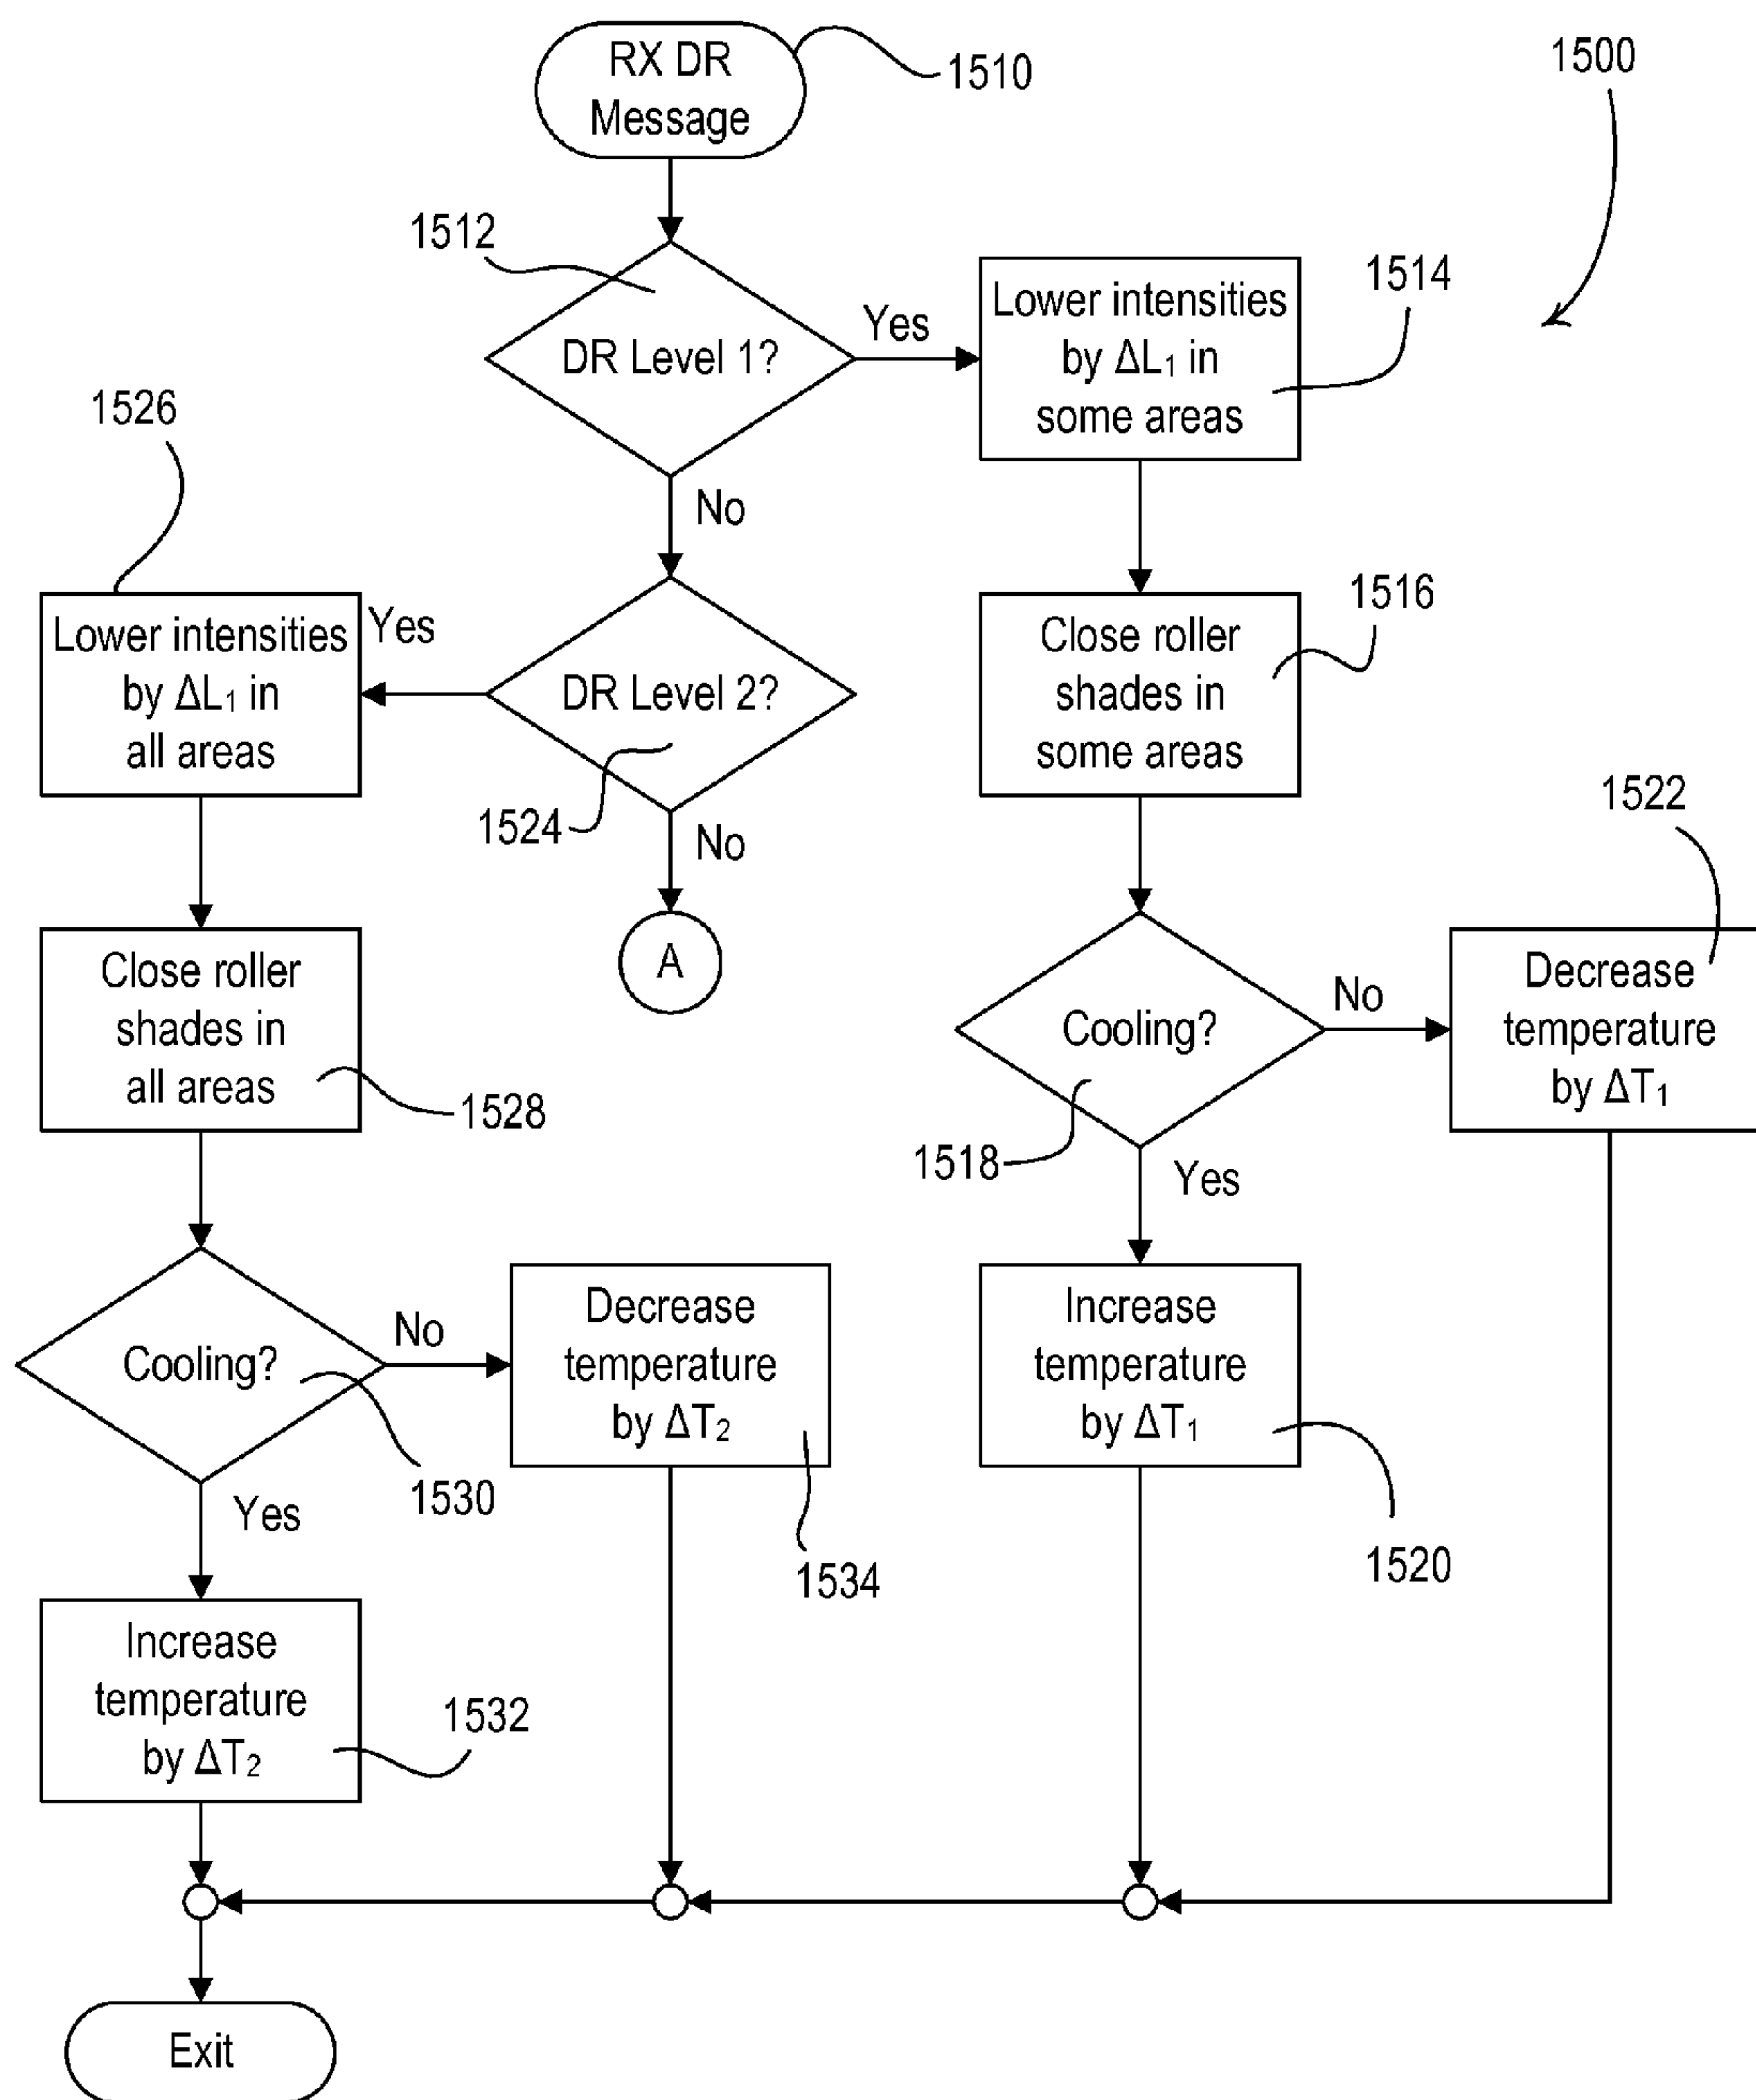 RX DR
Message
1510
1500
1512
DR Level 1?
Yes
Lower intensities
by ΔL₁ in
some areas
1514
No
1526
Lower intensities
by ΔL₁ in
all areas
Yes
DR Level 2?
1524
No
A
Close roller
shades in
some areas
1516
Cooling?
1518
No
1522
Decrease
temperature
by ΔT₁
Yes
Increase
temperature
by ΔT₁
1520
Close roller
shades in
all areas
1528
Cooling?
1530
No
Decrease
temperature
by ΔT₂
1534
Yes
Increase
temperature
by ΔT₂
1532
Exit